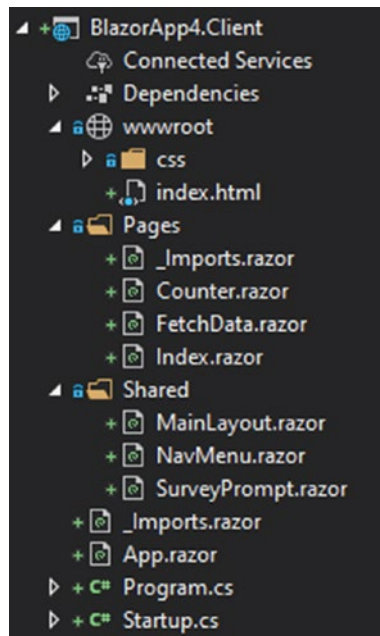 BlazorApp4.Client
Connected Services
Dependencies
wwwroot
css
index.html
Pages
_Imports.razor
Counter.razor
FetchData.razor
Index.razor
Shared
MainLayout.razor
NavMenu.razor
SurveyPrompt.razor
_Imports.razor
App.razor
C# Program.cs
C# Startup.cs